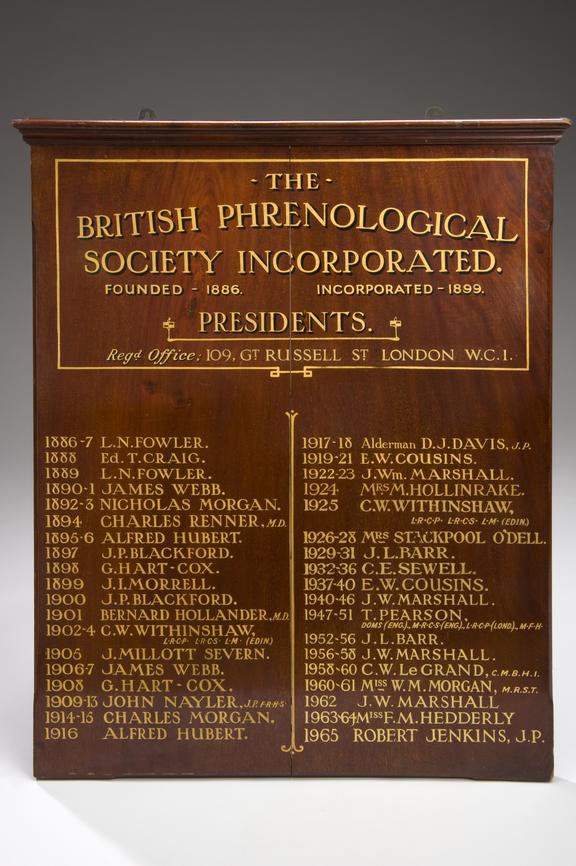 - THE -
BRITISH PHRENOLOGICAL
SOCIETY INCORPORATED.
FOUNDED - 1886. INCORPORATED - 1899.
PRESIDENTS.
Regd Office; 109, GT RUSSELL ST LONDON W.C.1.
1886-7 L.N.FOWLER.
1888 Ed. T.CRAIG.
1889 L.N.FOWLER.
1890-1 JAMES WEBB.
1892-3 NICHOLAS MORGAN.
1894 CHARLES RENNER, M.D.
1895-6 ALFRED HUBERT.
1897 J.P.BLACKFORD.
1898 G.HART-COX.
1899 J.I.MORRELL.
1900 J.P.BLACKFORD.
1901 BERNARD HOLLANDER, M.D.
1902-4 C.W.WITHINSHAW,
L·R·C·P· L·R·C·S· L·M· (EDIN.)
1905 J.MILLOTT SEVERN.
1906-7 JAMES WEBB.
1908 G.HART-COX.
1909-13 JOHN NAYLER, J.P. F·R·H·S·
1914-15 CHARLES MORGAN.
1916 ALFRED HUBERT.
1917-18 Alderman D.J.DAVIS, J.P.
1919-21 E.W.COUSINS.
1922-23 J.Wm. MARSHALL.
1924 MRS M.HOLLINRAKE.
1925 C.W.WITHINSHAW,
L·R·C·P· L·R·C·S· L·M· (EDIN.)
1926-28 MRS STACKPOOL O'DELL.
1929-31 J.L.BARR.
1932-36 C.E.SEWELL.
1937-40 E.W.COUSINS.
1940-46 J.W.MARSHALL.
1947-51 T.PEARSON,
DOMS (ENG.), M·R·C·S (ENG.), L·R·C·P (LOND.)., M·F·H·
1952-56 J.L.BARR.
1956-58 J.W.MARSHALL.
1958-60 C.W.LeGRAND, C.M.B.H.I.
1960-61 Miss W.M.MORGAN, M.R.S.T.
1962 J.W.MARSHALL
1963-64 Miss F.M.HEDDERLY
1965 ROBERT JENKINS, J.P.